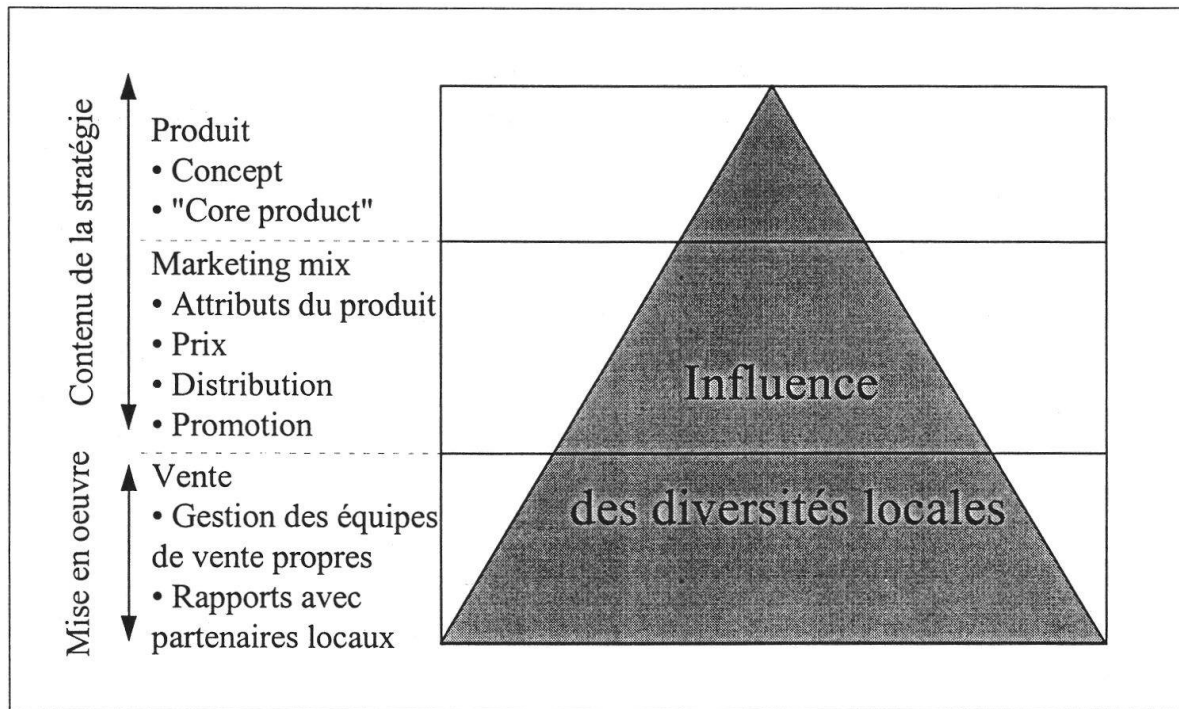 Contenu de la stratégie
Produit
• Concept
• "Core product"
Marketing mix
• Attributs du produit
• Prix
• Distribution
• Promotion
Mise en oeuvre
Vente
• Gestion des équipes
de vente propres
• Rapports avec
partenaires locaux
Influence
des diversités locales